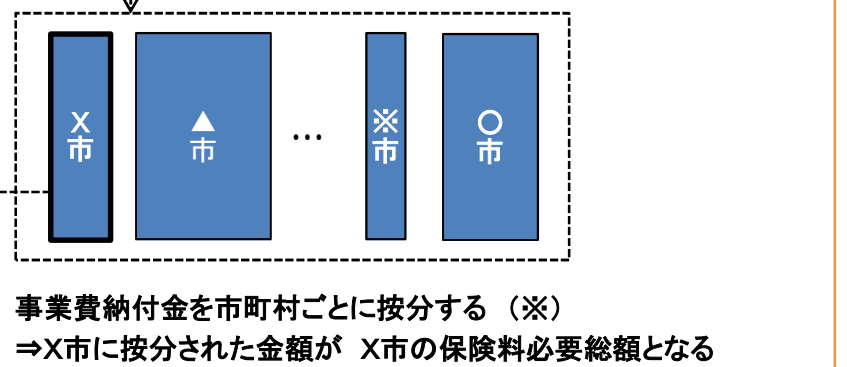 X市
▲市
…
※市
○市
事業費納付金を市町村ごとに按分する（※）
⇒X市に按分された金額が X市の保険料必要総額となる